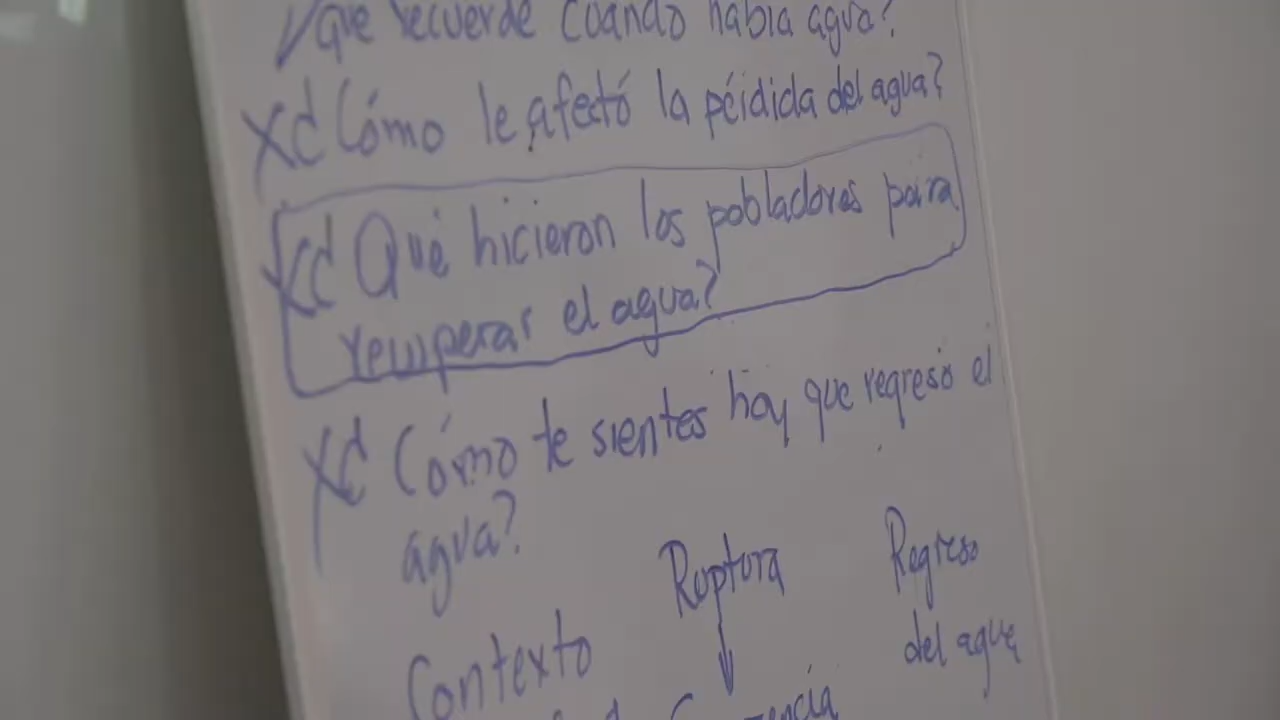 ¿Que recuerde cuando había agua?
X¿Cómo le afectó la pérdida del agua?
X¿Qué hicieron los pobladores para
recuperar el agua?
X¿Cómo te sientes hoy que regresó el
agua?
Ruptura Regreso
Contexto del agua